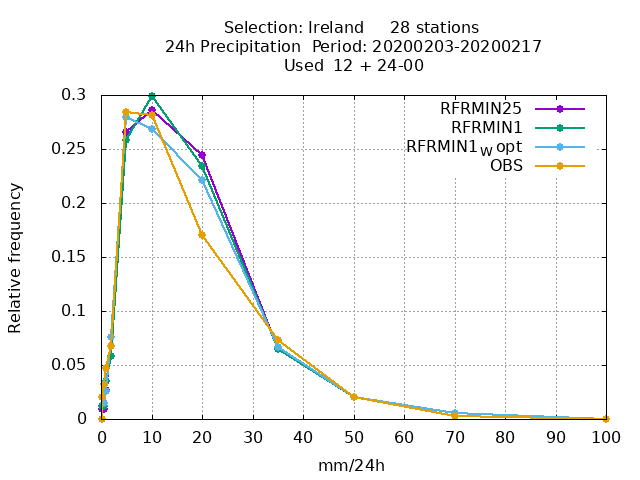 Selection: Ireland 28 stations
24h Precipitation Period: 20200203-20200217
Used 12 + 24-00
Relative frequency
0.3
0.25
0.2
0.15
0.1
0.05
0
RFRMIN25
RFRMIN1
RFRMIN1W opt
OBS
0 10 20 30 40 50 60 70 80 90 100
mm/24h